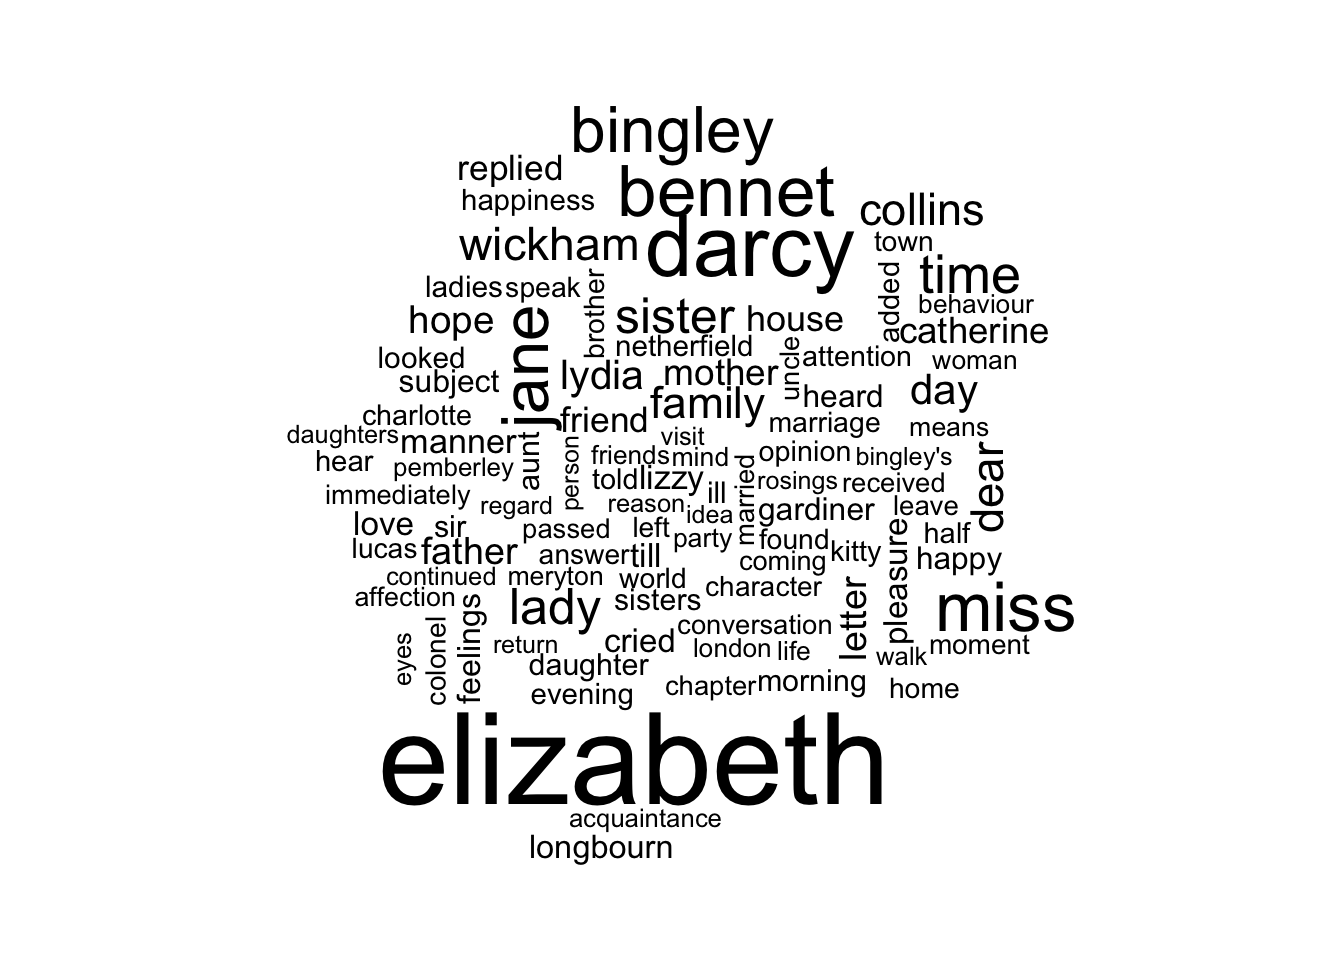 bingley
replied
bennet
happiness
collins
darcy
wickham
town
time
added
ladies
speak
brother
behaviour
hope
jane
sister
house
catherine
netherfield
uncle
attention
woman
looked
subject
lydia
mother
heard
day
family
charlotte
friend
marriage
means
daughters
manner
aunt
person
visit
hear
pemberley
friends
mind
opinion
bingley's
dear
told
lizzy
married
rosings
received
immediately
regard
reason
ill
idea
gardiner
leave
love
sir
passed
left
party
found
half
lucas
father
answer
till
coming
kitty
pleasure
happy
continued
meryton
world
character
affection
feelings
lady
sisters
letter
miss
eyes
colonel
return
cried
conversation
london
life
walk
moment
daughter
evening
chapter
morning
home
elizabeth
acquaintance
longbourn